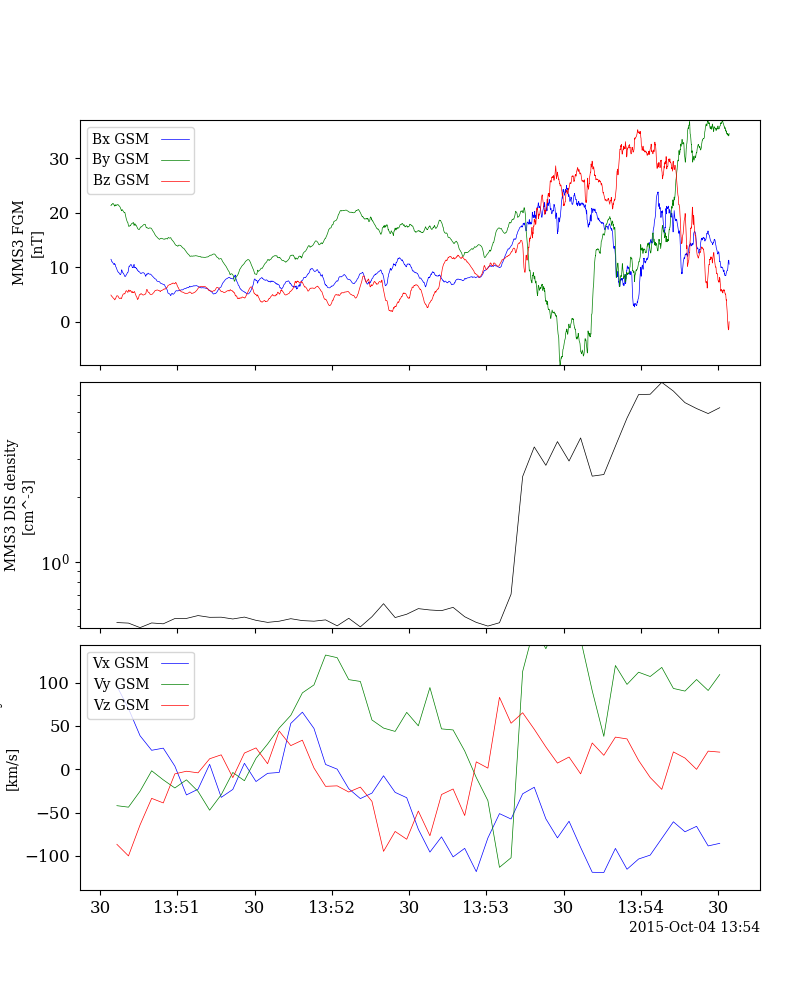 Bx GSM
By GSM
Bz GSM
30
20
10
0
MMS3 FGM
[nT]
10^0
MMS3 DIS density
[cm^-3]
Vx GSM
Vy GSM
Vz GSM
100
50
0
−50
−100
[km/s]
30 13:51 30 13:52 30 13:53 30 13:54 30
2015-Oct-04 13:54